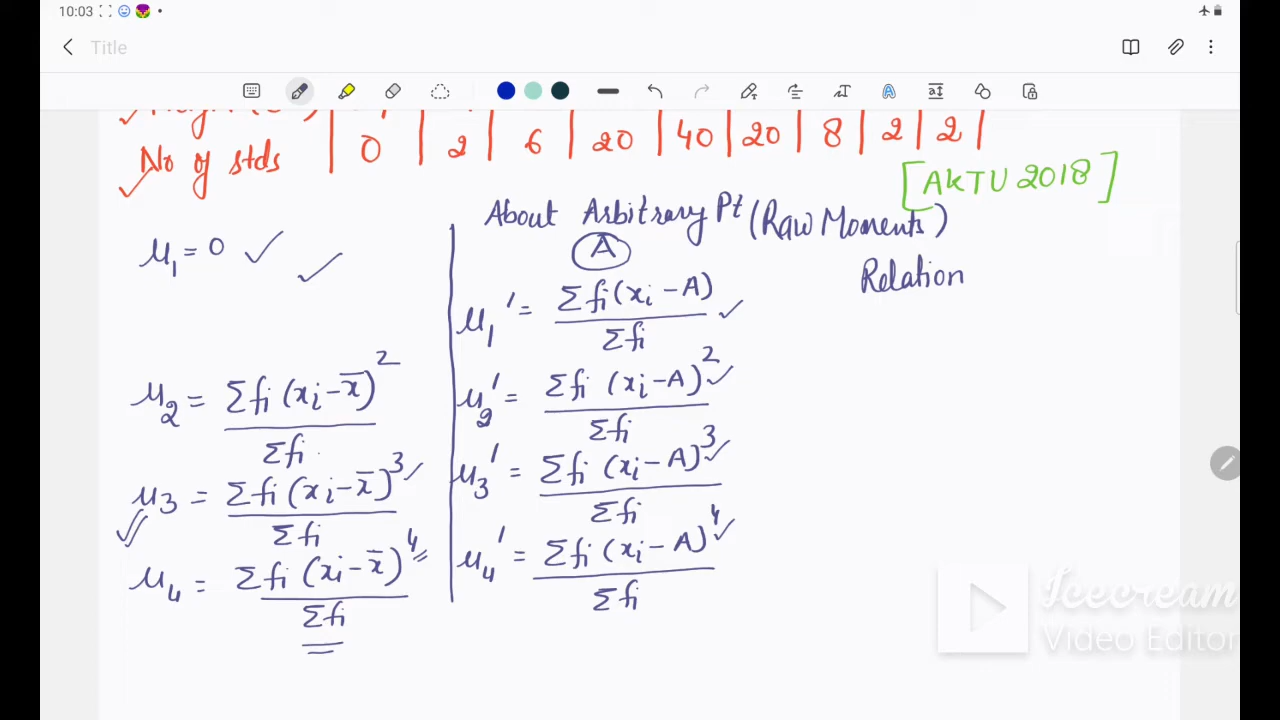 10:03
Title
No of stds | 0 | 2 | 6 | 20 | 40 | 20 | 8 | 2 | 2 |
[AKTU 2018]
About Arbitrary Pt (Raw Moments)
A
Relation
μ₁ = 0
μ₂ = Σfi (xi - x̄)² / Σfi
μ₃ = Σfi (xi - x̄)³ / Σfi
μ₄ = Σfi (xi - x̄)⁴ / Σfi
μ₁' = Σfi (xi - A) / Σfi
μ₂' = Σfi (xi - A)² / Σfi
μ₃' = Σfi (xi - A)³ / Σfi
μ₄' = Σfi (xi - A)⁴ / Σfi
Icecream
Video Editor